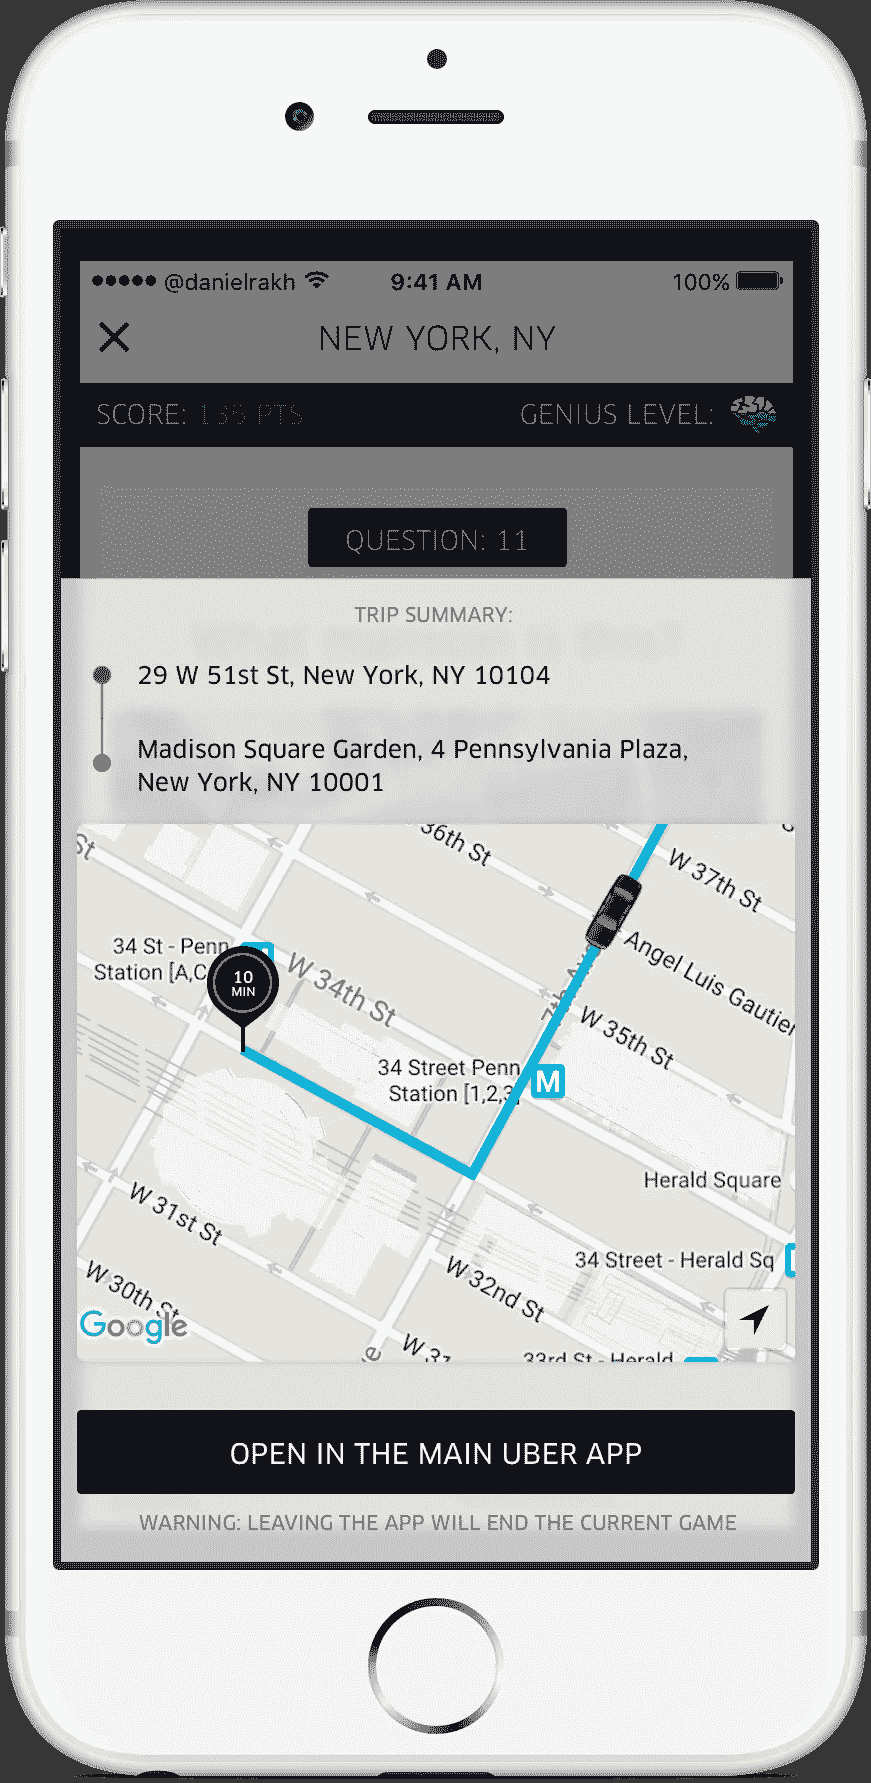 @danielrakh 9:41 AM 100%
NEW YORK, NY
SCORE: 135 PTS GENIUS LEVEL:
QUESTION: 11
TRIP SUMMARY:
29 W 51st St, New York, NY 10104
Madison Square Garden, 4 Pennsylvania Plaza,
New York, NY 10001
36th St
St
W 37th St
34 St - Penn
Station [A,C
10
MIN
W 34th St
Angel Luis Gautier
7th Av
W 35th St
34 Street Penn
Station [1,2,3]
M
Herald Square
W 31st St
34 Street - Herald Sq
W 30th St
W 32nd St
Google
W 31
33rd St - Herald
OPEN IN THE MAIN UBER APP
WARNING: LEAVING THE APP WILL END THE CURRENT GAME